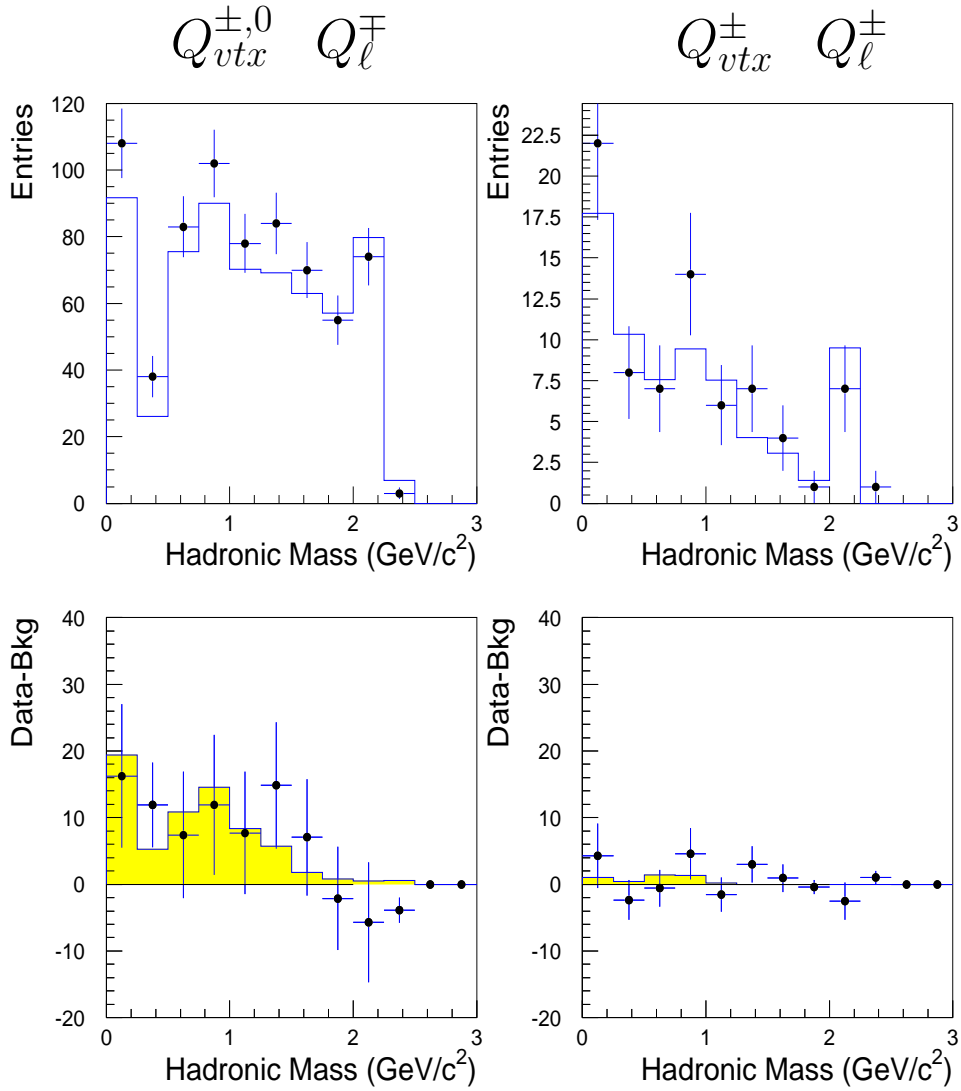 Q_{vtx}^{±,0} Q_ℓ^∓ Q_{vtx}^± Q_ℓ^±
Entries
120
100
80
60
40
20
0
0 1 2 3
Hadronic Mass (GeV/c²)
Entries
22.5
20
17.5
15
12.5
10
7.5
5
2.5
0
0 1 2 3
Hadronic Mass (GeV/c²)
Data-Bkg
40
30
20
10
0
-10
-20
0 1 2 3
Hadronic Mass (GeV/c²)
Data-Bkg
40
30
20
10
0
-10
-20
0 1 2 3
Hadronic Mass (GeV/c²)